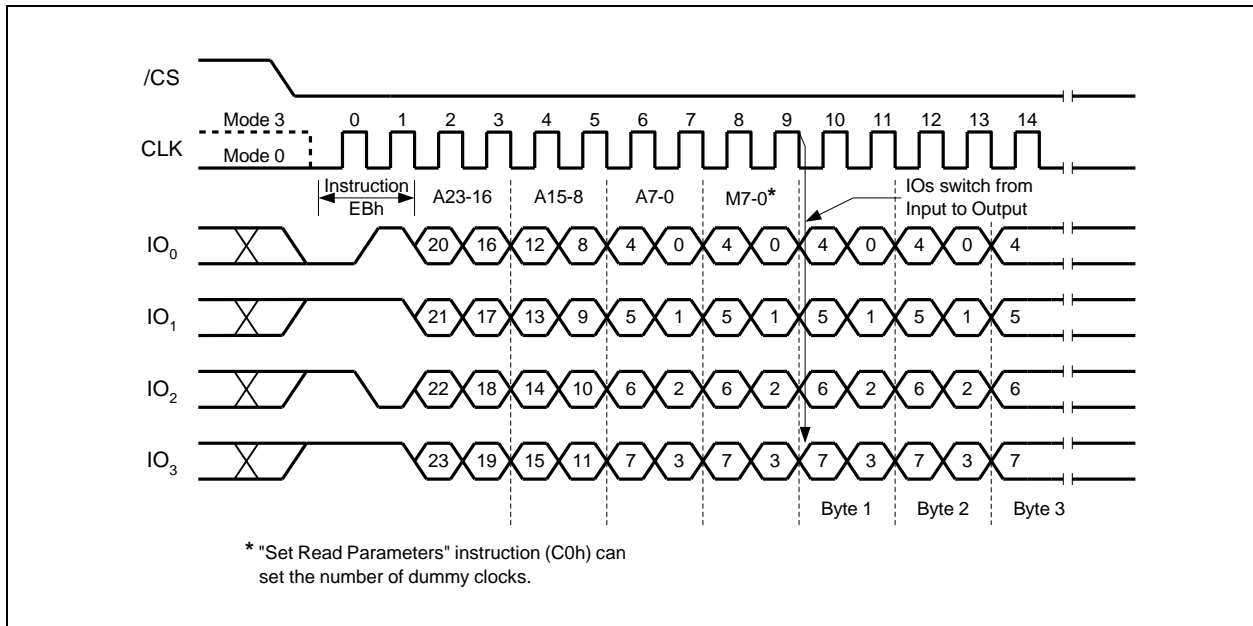 /CS
Mode 3 0 1 2 3 4 5 6 7 8 9 10 11 12 13 14
CLK
Mode 0
Instruction A23-16 A15-8 A7-0 M7-0* IOs switch from
EBh Input to Output
IO0 20 16 12 8 4 0 4 0 4 0 4 0 4
IO1 21 17 13 9 5 1 5 1 5 1 5 1 5
IO2 22 18 14 10 6 2 6 2 6 2 6 2 6
IO3 23 19 15 11 7 3 7 3 7 3 7 3 7
Byte 1 Byte 2 Byte 3
* "Set Read Parameters" instruction (C0h) can
set the number of dummy clocks.